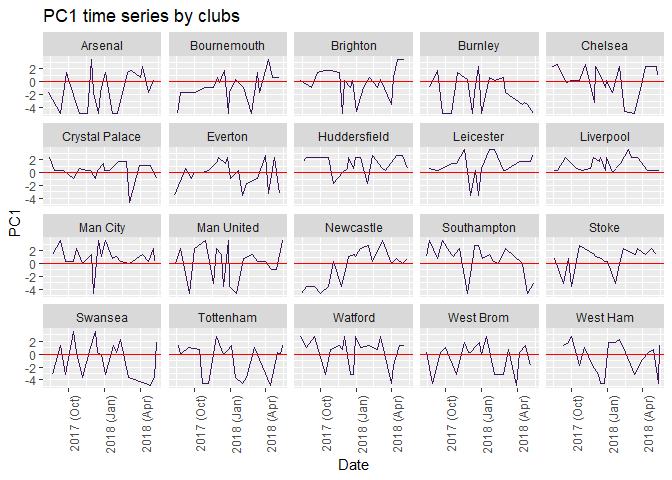 PC1 time series by clubs
Arsenal Bournemouth Brighton Burnley Chelsea
2
0
-2
-4
Crystal Palace Everton Huddersfield Leicester Liverpool
2
0
-2
-4
PC1
Man City Man United Newcastle Southampton Stoke
2
0
-2
-4
Swansea Tottenham Watford West Brom West Ham
2
0
-2
-4
2017 (Oct) 2018 (Jan) 2018 (Apr) 2017 (Oct) 2018 (Jan) 2018 (Apr) 2017 (Oct) 2018 (Jan) 2018 (Apr) 2017 (Oct) 2018 (Jan) 2018 (Apr) 2017 (Oct) 2018 (Jan) 2018 (Apr)
Date